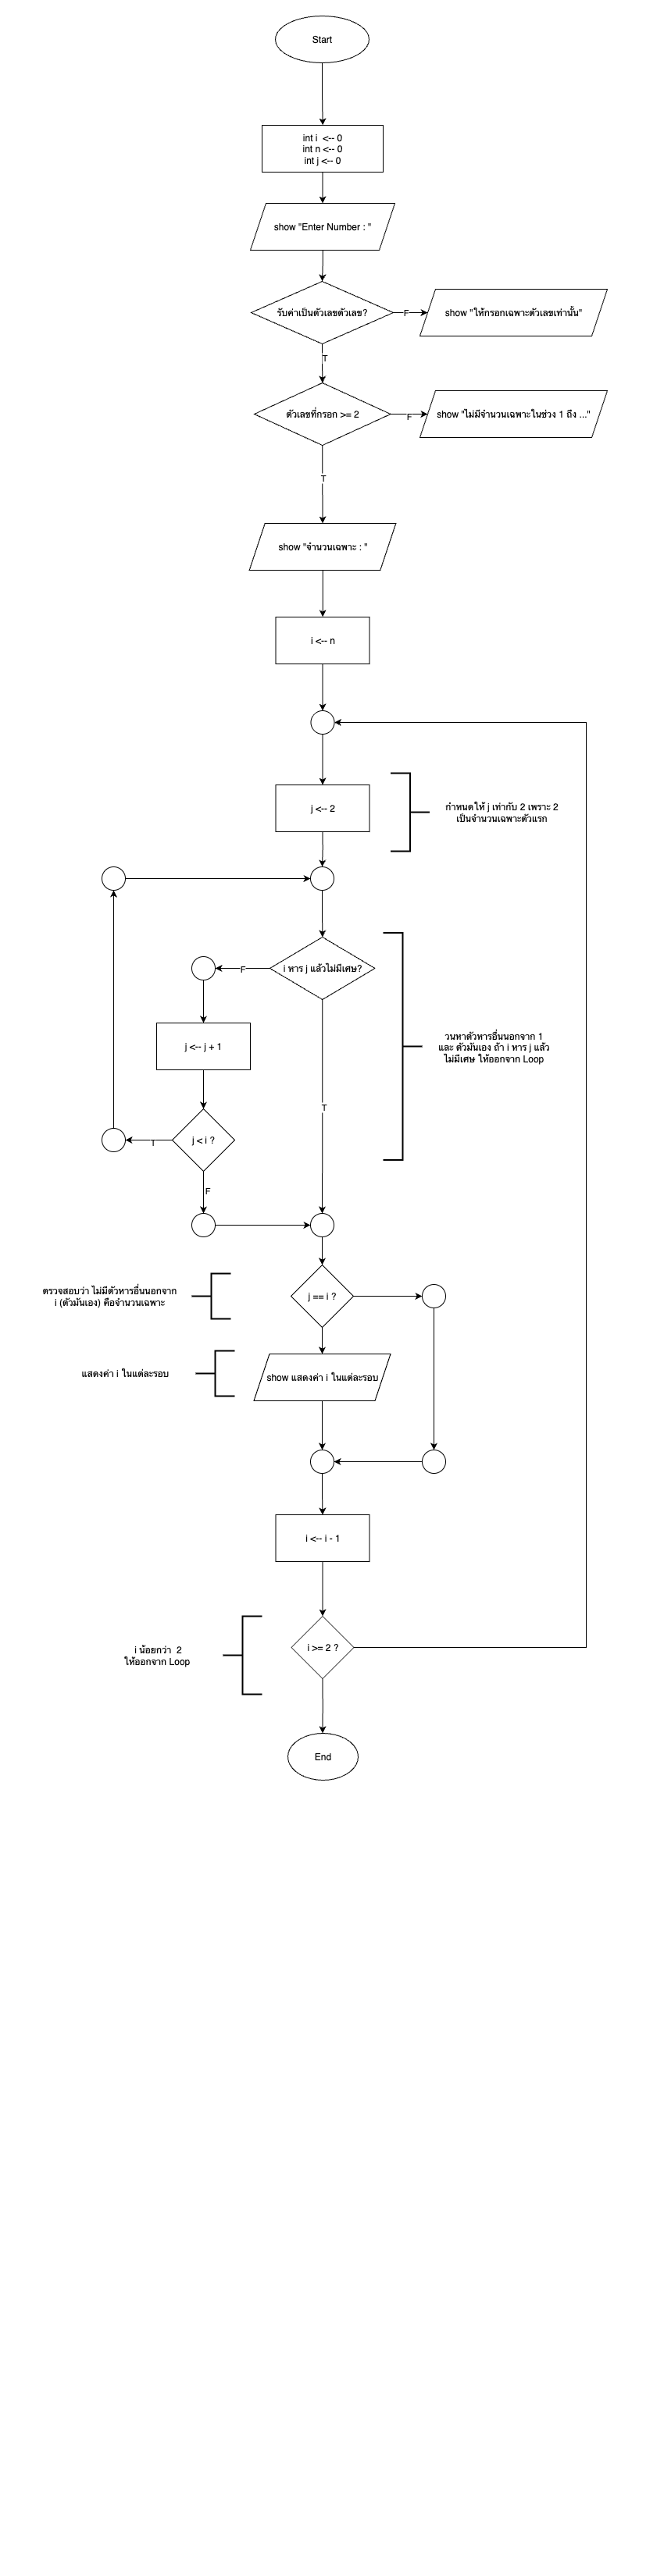 Start
int i <-- 0
int n <-- 0
int j <-- 0
show "Enter Number : "
รับค่าเป็นตัวเลขตัวเลข?
F
show "ให้กรอกเฉพาะตัวเลขเท่านั้น"
T
ตัวเลขที่กรอก >= 2
F
show "ไม่มีจำนวนเฉพาะในช่วง 1 ถึง ..."
T
show "จำนวนเฉพาะ : "
i <-- n
j <-- 2
กำหนดให้ j เท่ากับ 2 เพราะ 2
เป็นจำนวนเฉพาะตัวแรก
i หาร j แล้วไม่มีเศษ?
F
j <-- j + 1
วนหาตัวหารอื่นนอกจาก 1
และ ตัวมันเอง ถ้า i หาร j แล้ว
ไม่มีเศษ ให้ออกจาก Loop
T
j < i ?
T
F
ตรวจสอบว่า ไม่มีตัวหารอื่นนอกจาก
i (ตัวมันเอง) คือจำนวนเฉพาะ
j == i ?
แสดงค่า i ในแต่ละรอบ
show แสดงค่า i ในแต่ละรอบ
i <-- i - 1
i น้อยกว่า 2
ให้ออกจาก Loop
i >= 2 ?
End